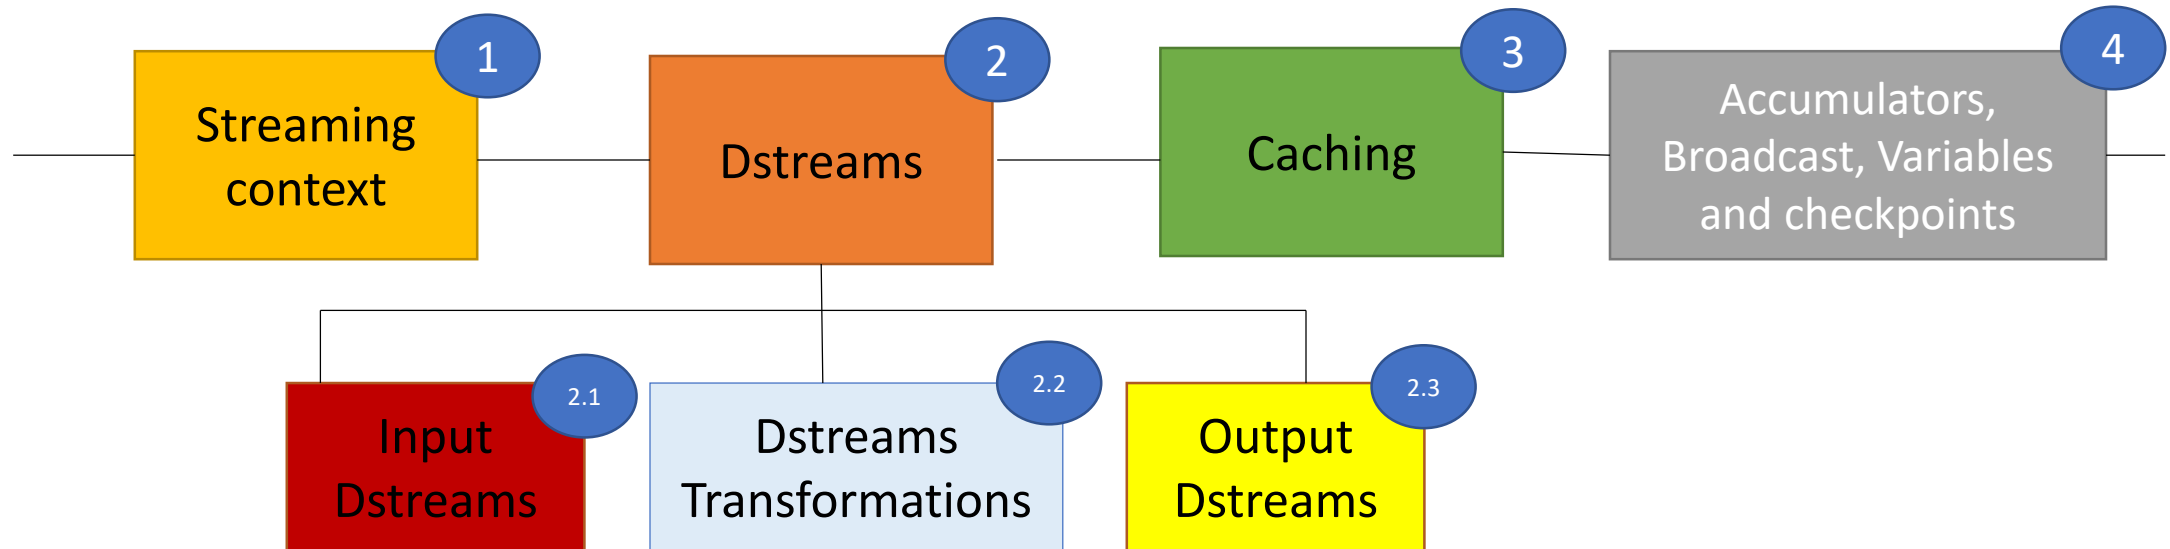 1
Streaming
context
2
Dstreams
3
Caching
4
Accumulators,
Broadcast, Variables
and checkpoints
2.1
Input
Dstreams
2.2
Dstreams
Transformations
2.3
Output
Dstreams